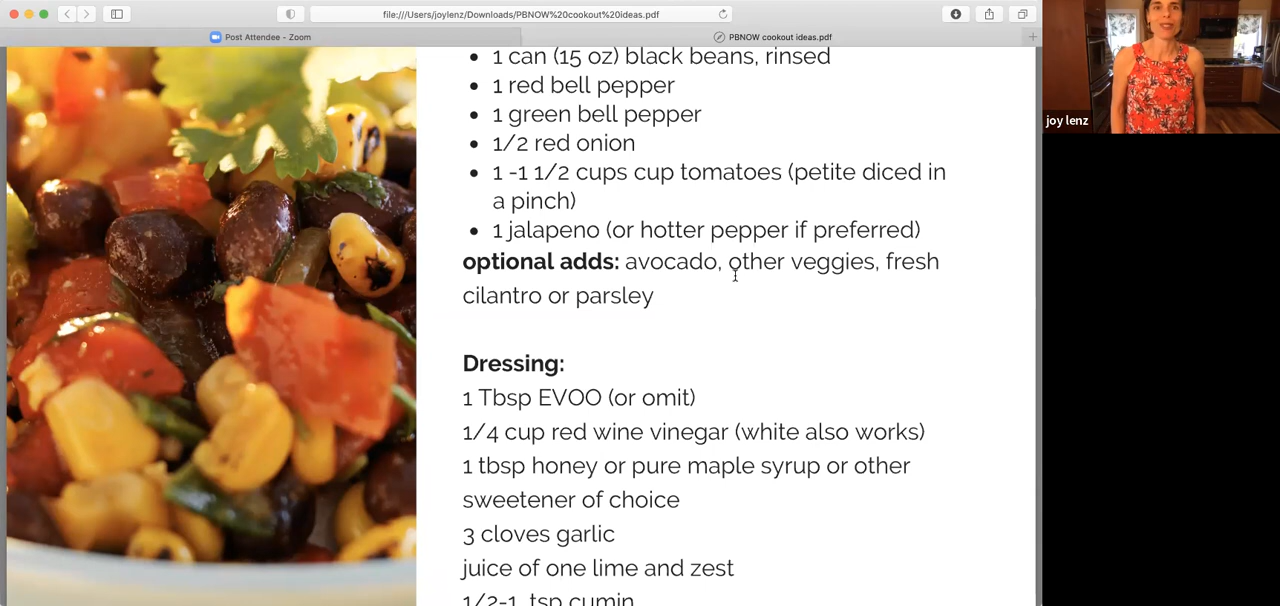 file:///Users/joylenz/Downloads/PBNOW%20cookout%20ideas.pdf
Post Attendee - Zoom
PBNOW cookout ideas.pdf
1 can (15 oz) black beans, rinsed
1 red bell pepper
1 green bell pepper
1/2 red onion
1 -1 1/2 cups cup tomatoes (petite diced in
a pinch)
1 jalapeno (or hotter pepper if preferred)
optional adds: avocado, other veggies, fresh
cilantro or parsley
Dressing:
1 Tbsp EVOO (or omit)
1/4 cup red wine vinegar (white also works)
1 tbsp honey or pure maple syrup or other
sweetener of choice
3 cloves garlic
juice of one lime and zest
1/2-1 tsp cumin
joy lenz